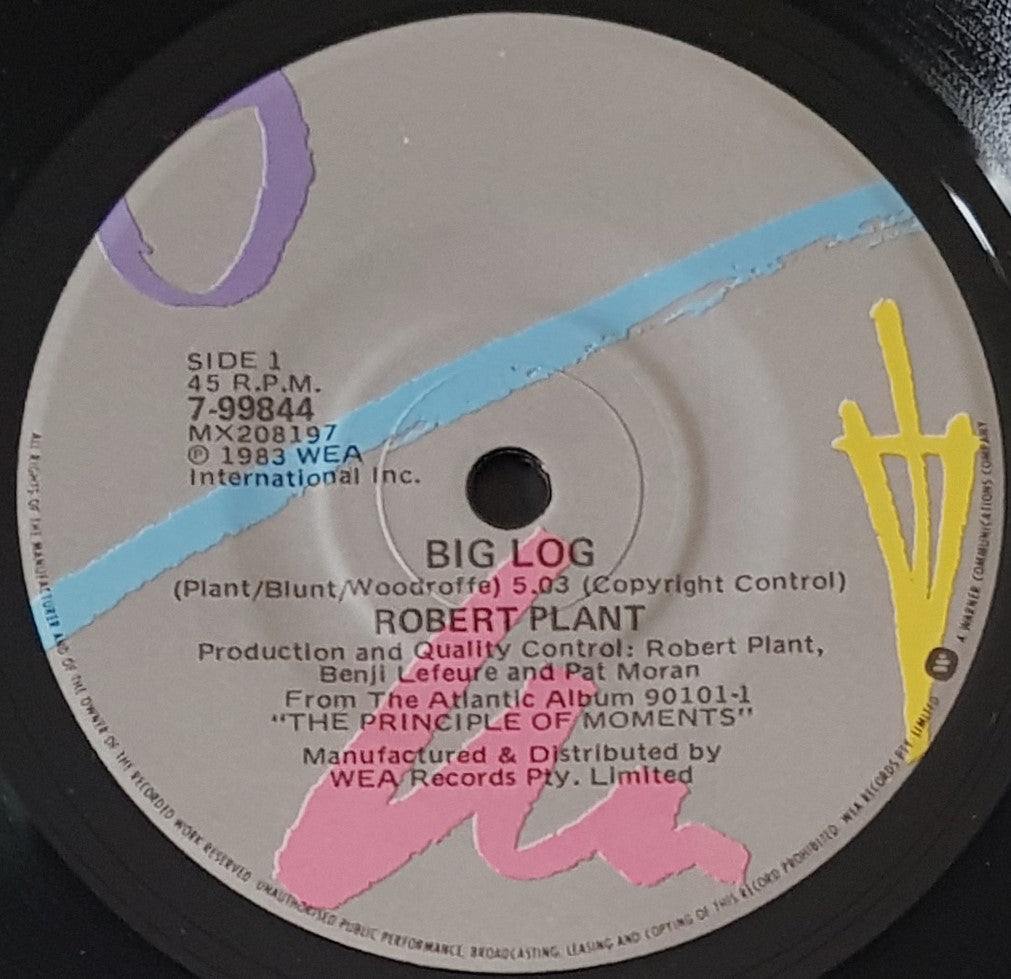 SIDE 1
45 R.P.M.
7-99844
MX208197
℗ 1983 WEA
International Inc.
BIG LOG
(Plant/Blunt/Woodroffe) 5.03 (Copyright Control)
ROBERT PLANT
Production and Quality Control: Robert Plant,
Benji Lefeure and Pat Moran
From The Atlantic Album 90101-1
"THE PRINCIPLE OF MOMENTS"
Manufactured & Distributed by
WEA Records Pty. Limited
ALL RIGHTS OF THE MANUFACTURER AND OF THE OWNER OF THE RECORDED WORK RESERVED. UNAUTHORISED PUBLIC PERFORMANCE, BROADCASTING, LEASING AND COPYING OF THIS RECORD PROHIBITED. WEA RECORDS PTY. LIMITED A WARNER COMMUNICATIONS COMPANY